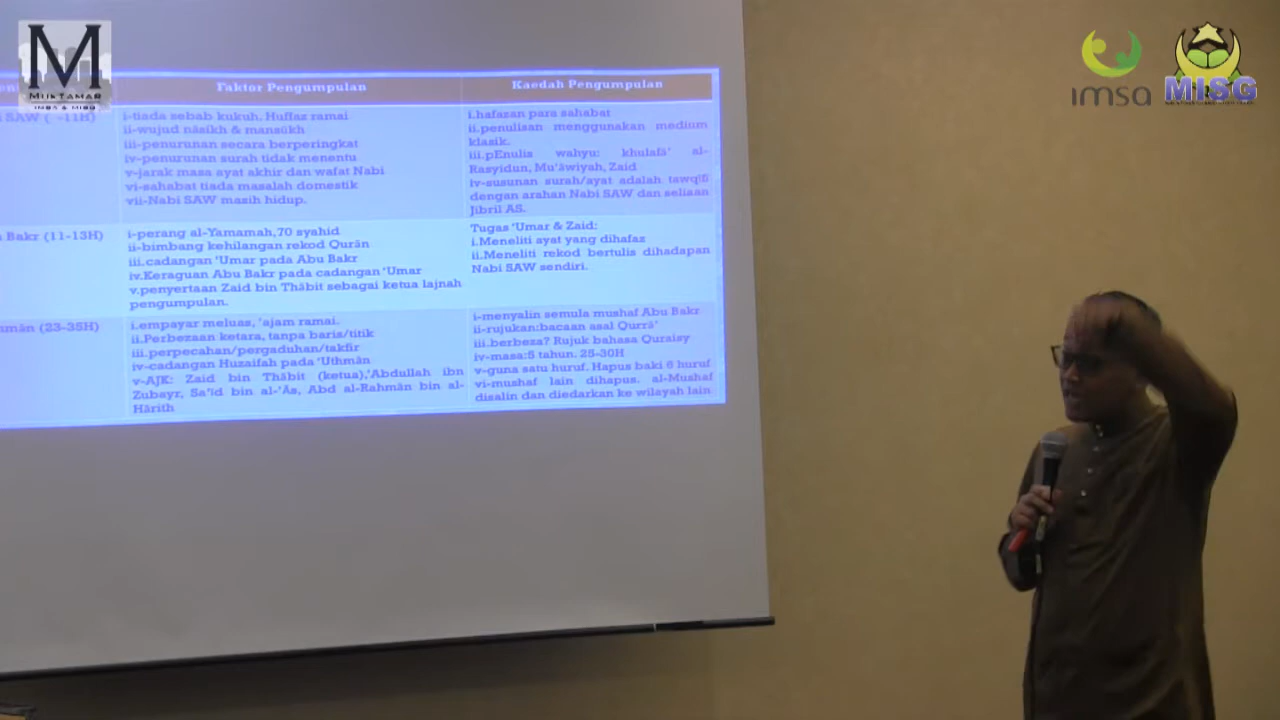 M
MUKTAMAR
IMSA & MISG
imsa
MISG
Faktor Pengumpulan
Kaedah Pengumpulan
SAW ( -11H)
i-tiada sebab kukuh. Huffaz ramai
ii-wujud nāsikh & mansūkh
iii-penurunan secara berperingkat
iv-penurunan surah tidak menentu
v-jarak masa ayat akhir dan wafat Nabi
vi-sahabat tiada masalah domestik
vii-Nabi SAW masih hidup.
i.hafazan para sahabat
ii.penulisan menggunakan medium
klasik.
iii.pEnulis wahyu: khulafā' al-
Rasyidun, Mu'āwiyah, Zaid
iv-susunan surah/ayat adalah
dengan arahan Nabi SAW dan seliaan
Jibril AS.
Bakr (11-13H)
i-perang al-Yamamah,70 syahid
ii-bimbang kehilangan rekod Qurān
iii.cadangan 'Umar pada Abu Bakr
iv.Keraguan Abu Bakr pada cadangan 'Umar
v.penyertaan Zaid bin Thābit sebagai ketua lajnah
pengumpulan.
Tugas 'Umar & Zaid:
i.Meneliti ayat yang dihafaz
ii.Meneliti rekod bertulis dihadapan
Nabi SAW sendiri.
hmān (23-35H)
i.empayar meluas, 'ajam ramai.
ii.Perbezaan ketara, tanpa baris/titik
iii.perpecahan/pergaduhan/takfir
iv-cadangan Huzaifah pada 'Uthmān
v-AJK: Zaid bin Thābit (ketua),'Abdullah ibn
Zubayr, Sa'id bin al-'Ās, Abd al-Rahmān bin al-
Hārith
i-menyalin semula mushaf Abu Bakr
ii-rujukan:bacaan asal Qurrā'
iii.berbeza? Rujuk bahasa Quraisy
iv-masa:5 tahun. 25-30H
v-guna satu huruf. Hapus baki 6 huruf
vi-mushaf lain dihapus. al-Mushaf
disalin dan diedarkan ke wilayah lain